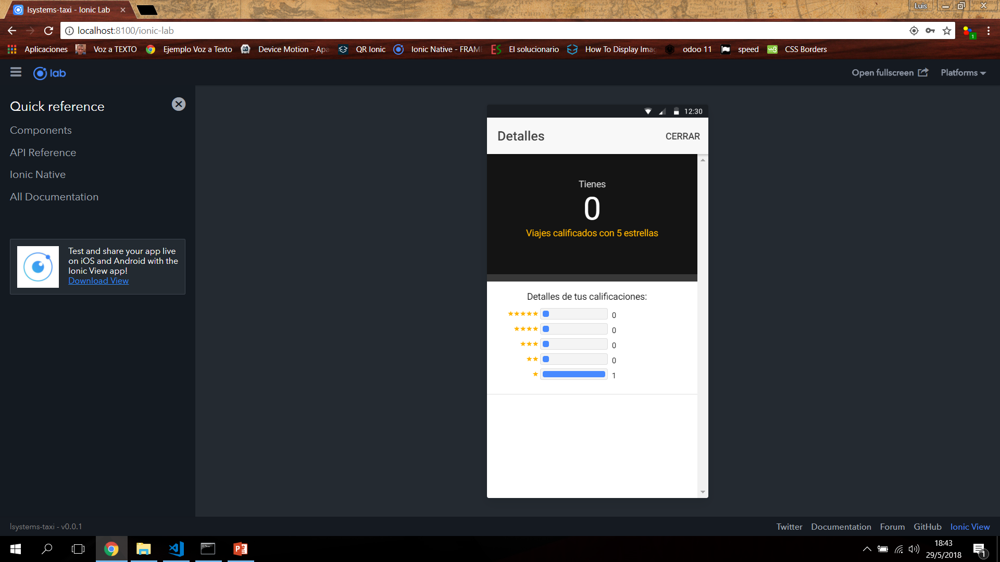 lsystems-taxi - Ionic Lab
Luis
localhost:8100/ionic-lab
1
Aplicaciones
Voz a TEXTO
Ejemplo Voz a Texto
Device Motion - Apa
QR Ionic
Ionic Native - FRAM
El solucionario
How To Display Imag
odoo 11
speed
CSS Borders
lab
Open fullscreen
Platforms
Quick reference
Components
API Reference
Ionic Native
All Documentation
Test and share your app live
on iOS and Android with the
Ionic View app!
Download View
12:30
Detalles
CERRAR
Tienes
0
Viajes calificados con 5 estrellas
Detalles de tus calificaciones:
★★★★★ 0
★★★★ 0
★★★ 0
★★ 0
★ 1
lsystems-taxi - v0.0.1
Twitter
Documentation
Forum
GitHub
Ionic View
18:43
29/5/2018
1